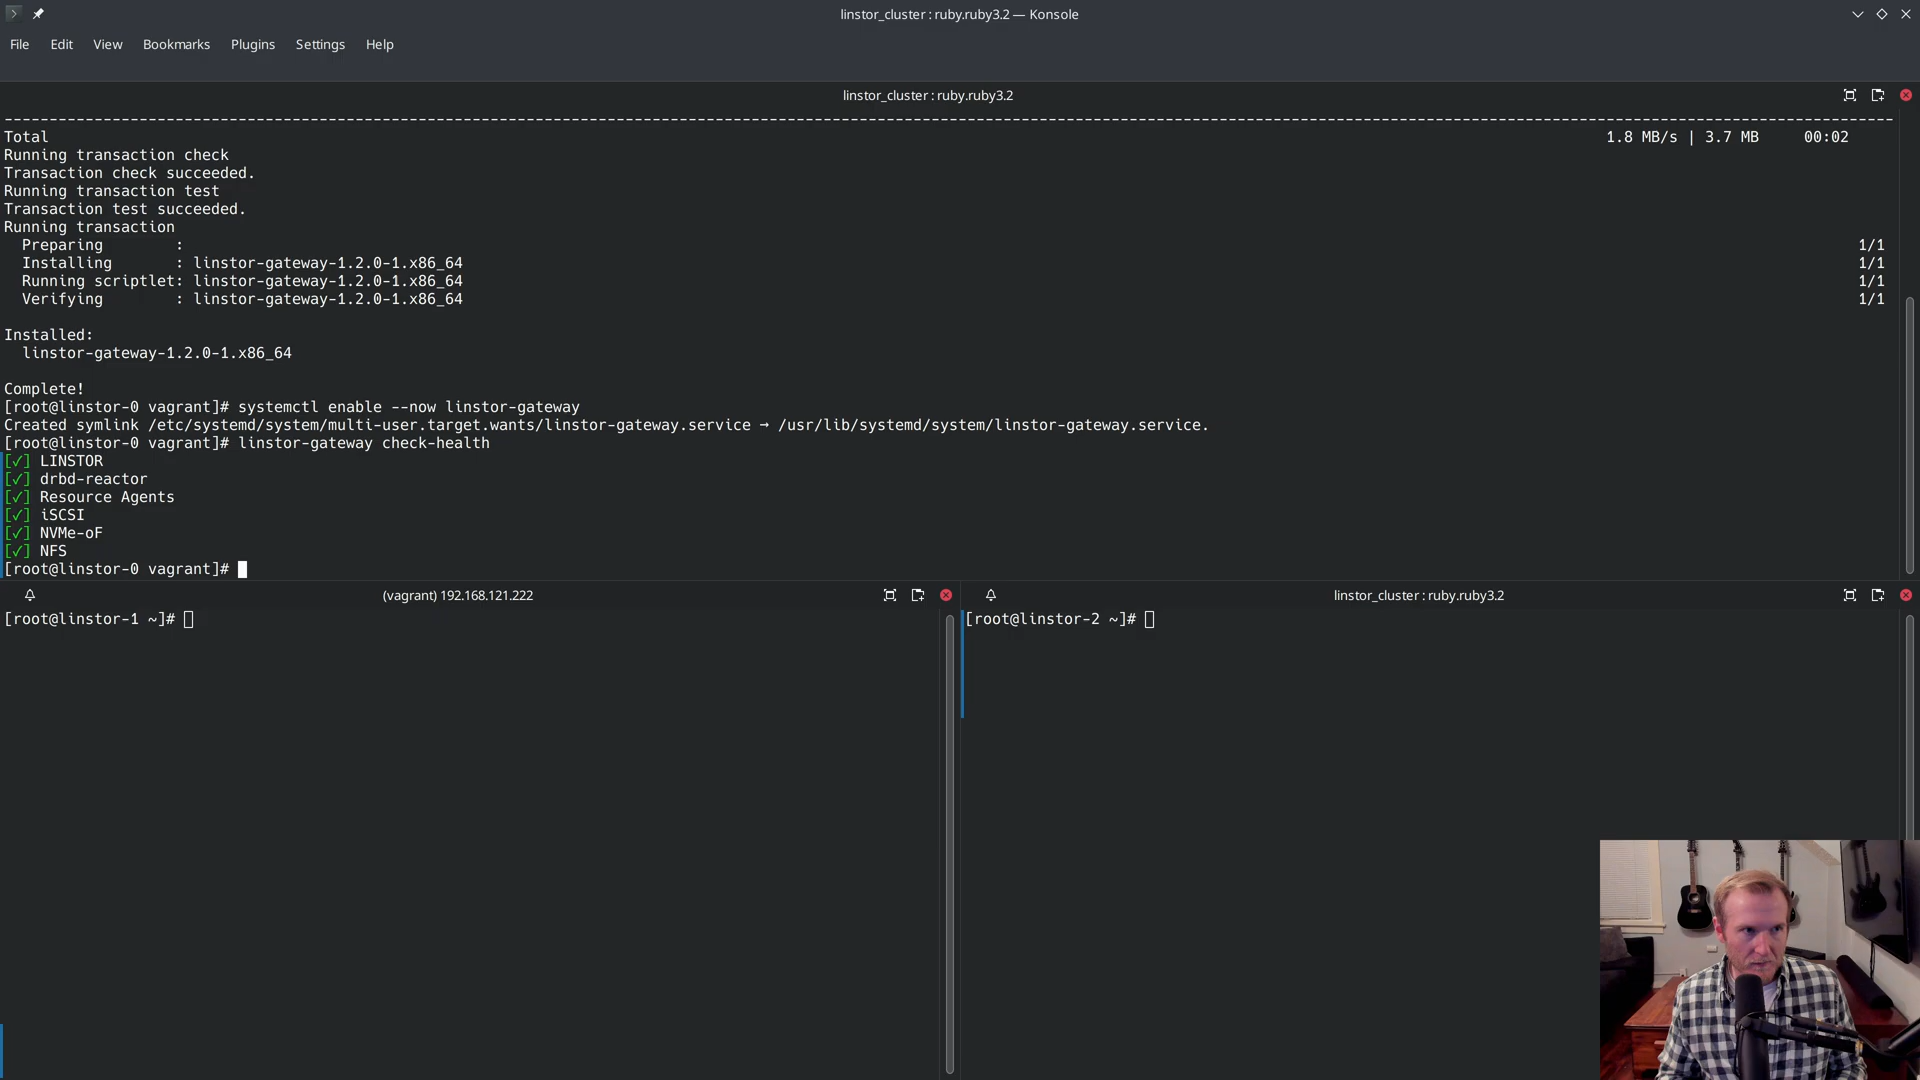 linstor_cluster : ruby.ruby3.2 — Konsole
File Edit View Bookmarks Plugins Settings Help
linstor_cluster : ruby.ruby3.2
--------------------------------------------------------------------------------
Total 1.8 MB/s | 3.7 MB 00:02
Running transaction check
Transaction check succeeded.
Running transaction test
Transaction test succeeded.
Running transaction
Preparing : 1/1
Installing : linstor-gateway-1.2.0-1.x86_64 1/1
Running scriptlet: linstor-gateway-1.2.0-1.x86_64 1/1
Verifying : linstor-gateway-1.2.0-1.x86_64 1/1
Installed:
linstor-gateway-1.2.0-1.x86_64
Complete!
[root@linstor-0 vagrant]# systemctl enable --now linstor-gateway
Created symlink /etc/systemd/system/multi-user.target.wants/linstor-gateway.service → /usr/lib/systemd/system/linstor-gateway.service.
[root@linstor-0 vagrant]# linstor-gateway check-health
[✓] LINSTOR
[✓] drbd-reactor
[✓] Resource Agents
[✓] iSCSI
[✓] NVMe-oF
[✓] NFS
[root@linstor-0 vagrant]#
(vagrant) 192.168.121.222
[root@linstor-1 ~]#
linstor_cluster : ruby.ruby3.2
[root@linstor-2 ~]#